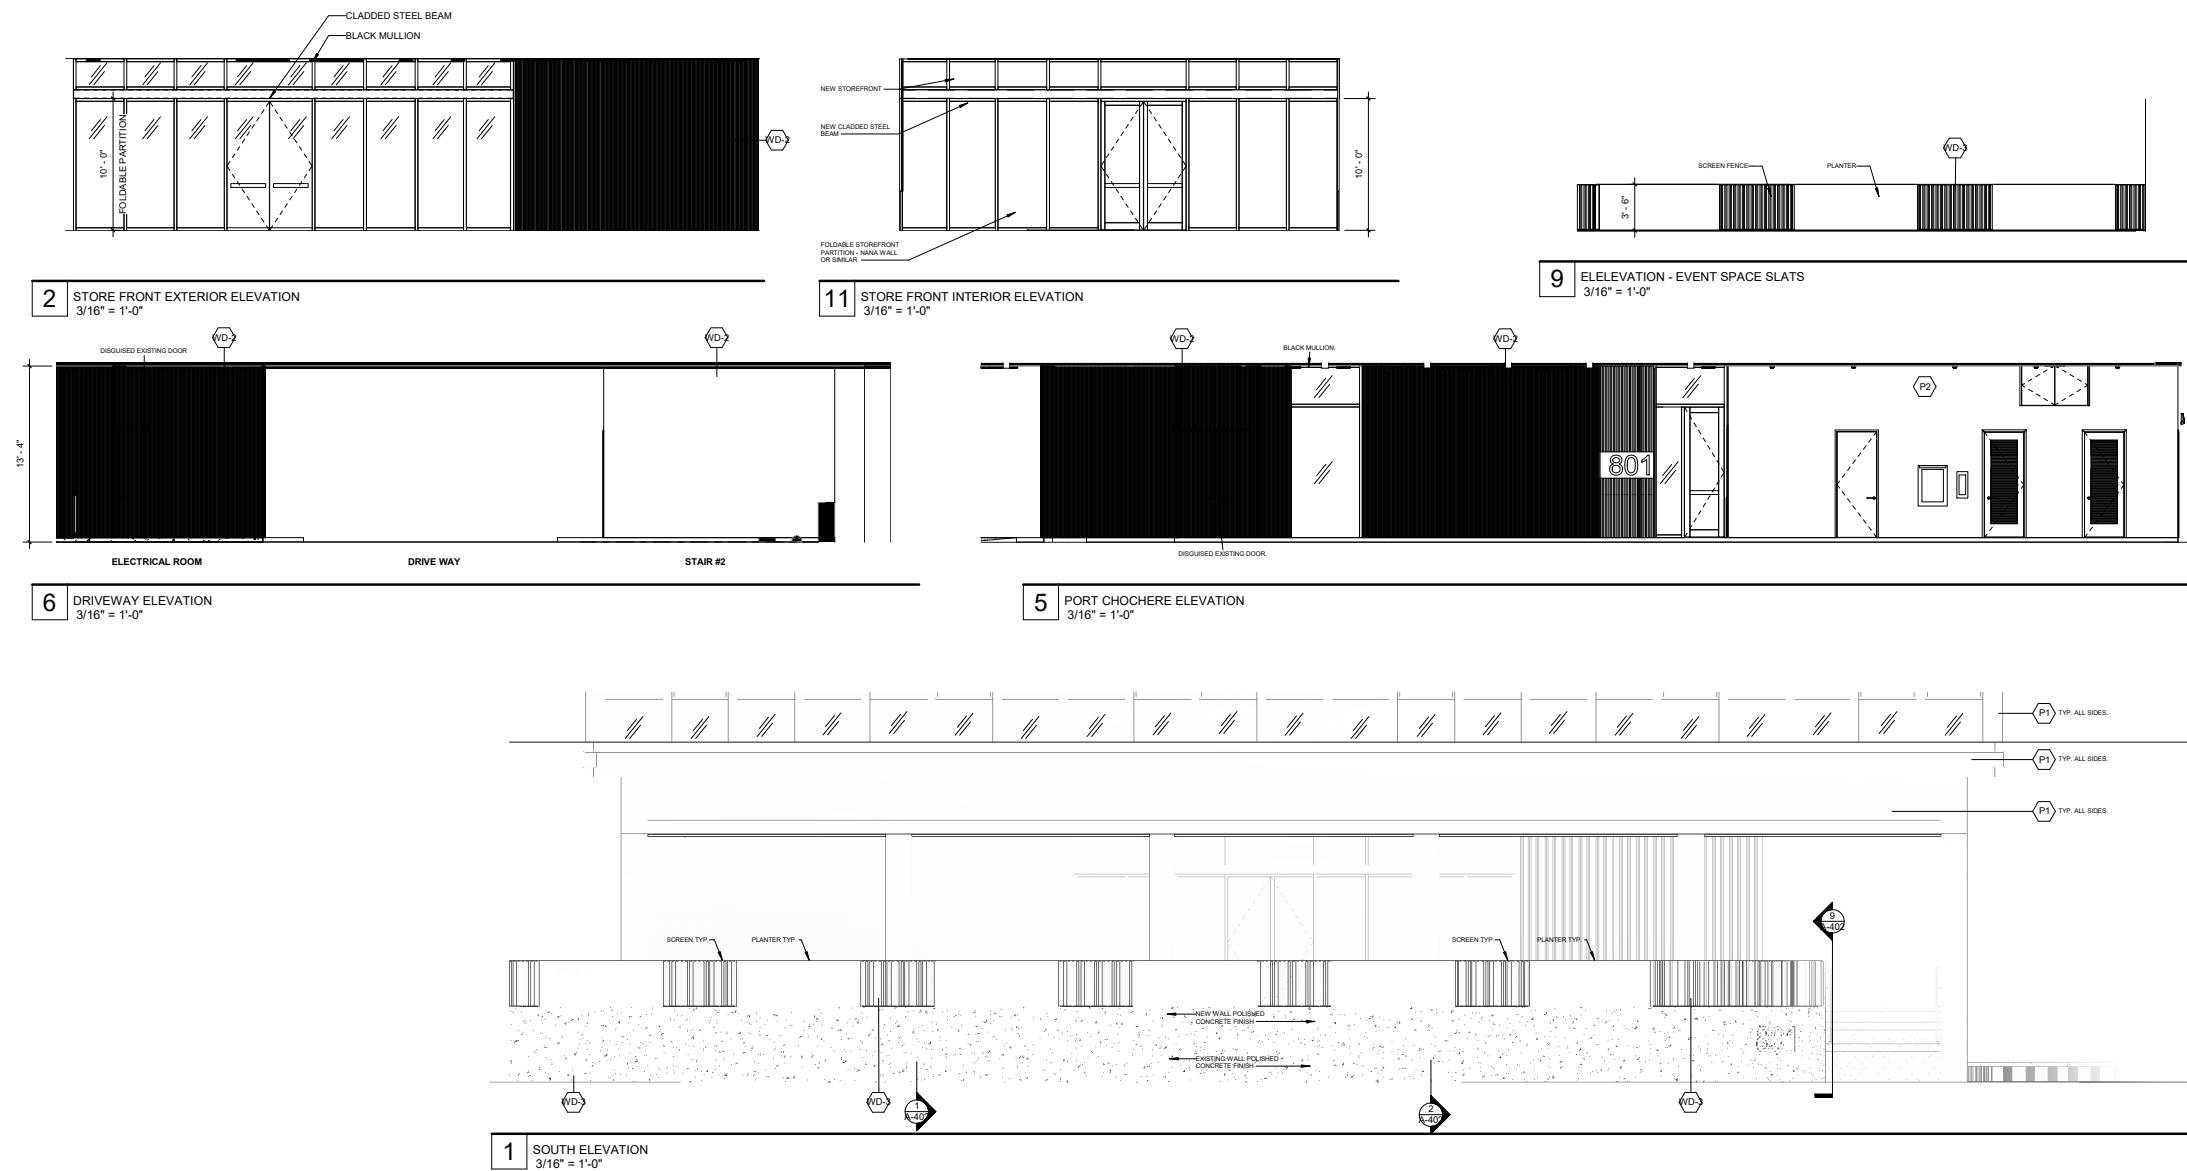 CLADDED STEEL BEAM
BLACK MULLION
10' - 0"
FOLDABLE PARTITION
WD-2
2
STORE FRONT EXTERIOR ELEVATION
3/16" = 1'-0"
NEW STOREFRONT
NEW CLADDED STEEL
BEAM
FOLDABLE STOREFRONT
PARTITION - NANA WALL
OR SIMILAR
10' - 0"
11
STORE FRONT INTERIOR ELEVATION
3/16" = 1'-0"
SCREEN FENCE
PLANTER
WD-3
3' - 6"
9
ELELEVATION - EVENT SPACE SLATS
3/16" = 1'-0"
DISGUISED EXISTING DOOR
WD-2
WD-2
13' - 4"
ELECTRICAL ROOM
DRIVE WAY
STAIR #2
6
DRIVEWAY ELEVATION
3/16" = 1'-0"
WD-2
BLACK MULLION.
WD-2
P2
801
DISGUISED EXISTING DOOR.
5
PORT CHOCHERE ELEVATION
3/16" = 1'-0"
P1 TYP. ALL SIDES.
P1 TYP. ALL SIDES.
P1 TYP. ALL SIDES.
9
A-402
SCREEN TYP.
PLANTER TYP.
SCREEN TYP.
PLANTER TYP.
NEW WALL POLISHED
CONCRETE FINISH
EXISTING WALL POLISHED
CONCRETE FINISH
WD-3
WD-3
1
A-402
2
A-402
WD-3
1
SOUTH ELEVATION
3/16" = 1'-0"